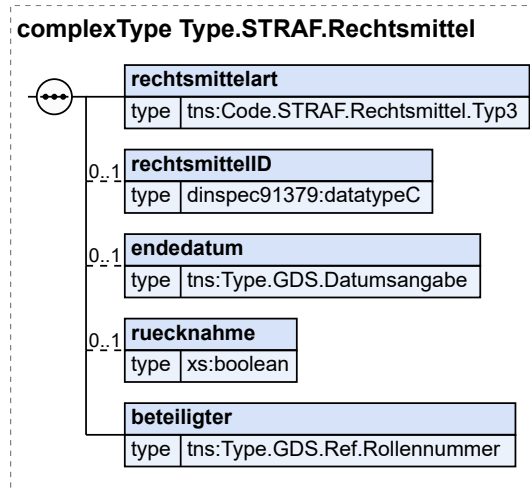 complexType Type.STRAF.Rechtsmittel
rechtsmittelart
type tns:Code.STRAF.Rechtsmittel.Typ3
0..1 rechtsmittelID
type dinspec91379:datatypeC
0..1 endedatum
type tns:Type.GDS.Datumsangabe
0..1 ruecknahme
type xs:boolean
beteiligter
type tns:Type.GDS.Ref.Rollennummer